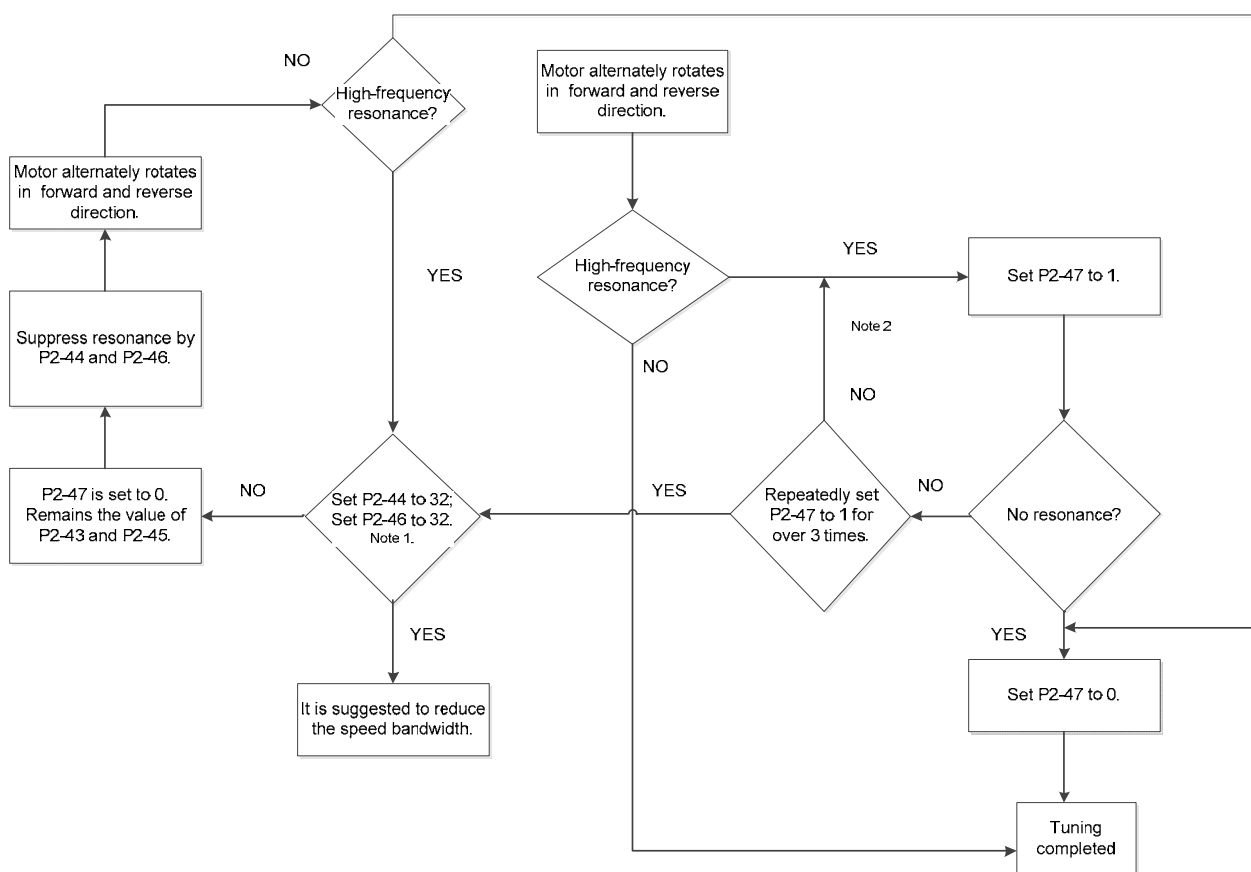 NO
High-frequency
resonance?
Motor alternately rotates
in forward and reverse
direction.
Motor alternately rotates
in forward and reverse
direction.
YES
High-frequency
resonance?
YES
Set P2-47 to 1.
Suppress resonance by
P2-44 and P2-46.
Note 2
NO
NO
P2-47 is set to 0.
Remains the value of
P2-43 and P2-45.
NO
Set P2-44 to 32;
Set P2-46 to 32.
Note 1.
YES
Repeatedly set
P2-47 to 1 for
over 3 times.
NO
No resonance?
YES
YES
It is suggested to reduce
the speed bandwidth.
Set P2-47 to 0.
Tuning
completed